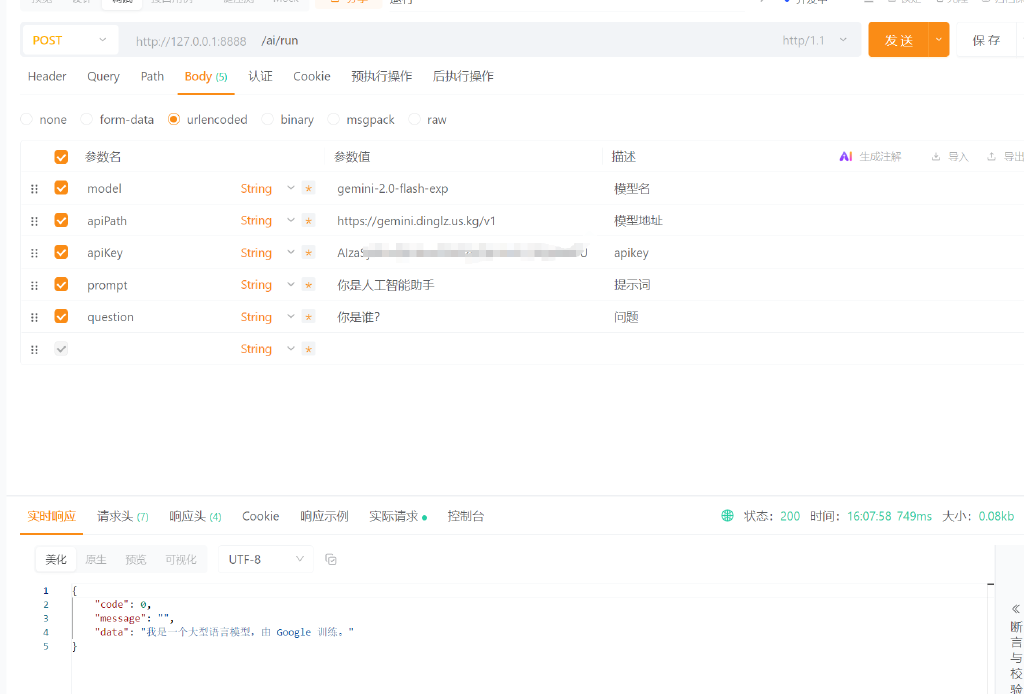 POST http://127.0.0.1:8888 /ai/run http/1.1 发送 保存
Header Query Path Body (5) 认证 Cookie 预执行操作 后执行操作
none form-data urlencoded binary msgpack raw
参数名 参数值 描述 AI 生成注解 导入 导出
model String * gemini-2.0-flash-exp 模型名
apiPath String * https://gemini.dinglz.us.kg/v1 模型地址
apiKey String * apikey
prompt String * 你是人工智能助手 提示词
question String * 你是谁? 问题
String *
实时响应 请求头 (7) 响应头 (4) Cookie 响应示例 实际请求 控制台 状态: 200 时间: 16:07:58 749ms 大小: 0.08kb
美化 原生 预览 可视化 UTF-8
1 {
2 "code": 0,
3 "message": "",
4 "data": "我是一个大型语言模型，由 Google 训练。"
5 }
断言与校验